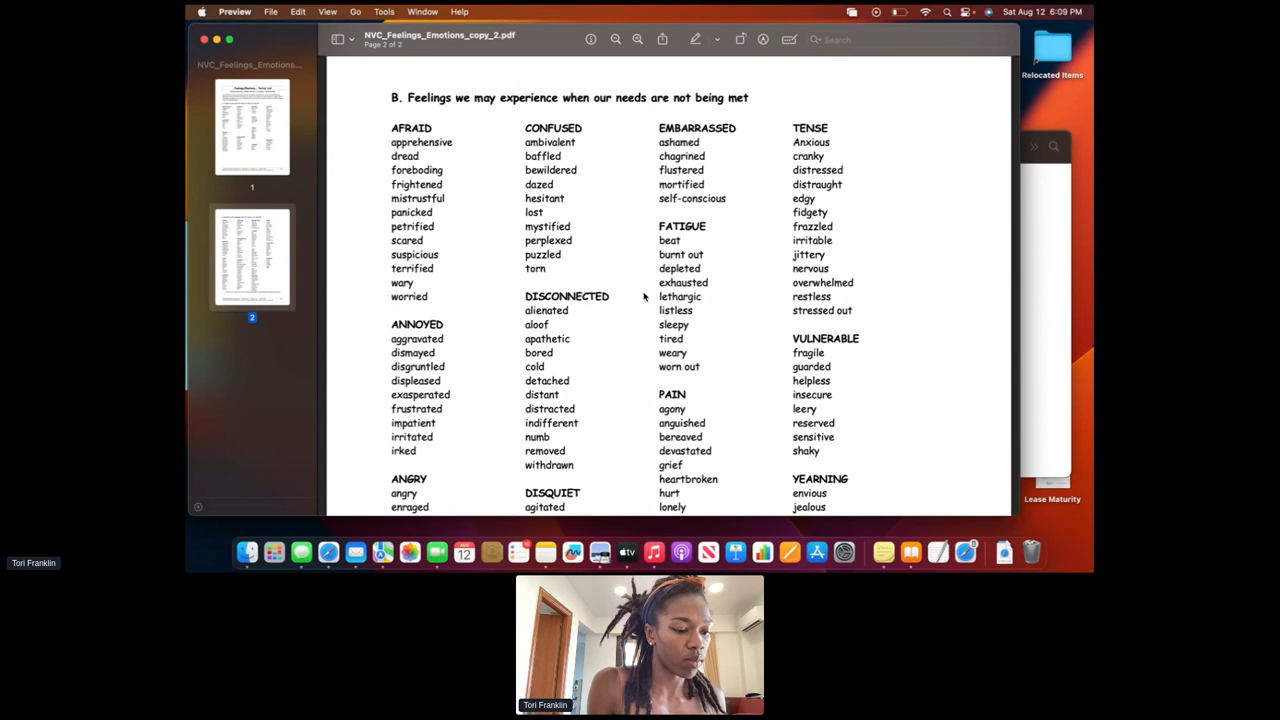 Preview File Edit View Go Tools Window Help Sat Aug 12 6:09 PM
NVC_Feelings_Emotions_copy_2.pdf
Page 2 of 2
Search
NVC_Feelings_Emotions...
1
2
Relocated Items
Lease Maturity
B. Feelings we may experience when our needs are not being met
AFRAID
apprehensive
dread
foreboding
frightened
mistrustful
panicked
petrified
scared
suspicious
terrified
wary
worried
ANNOYED
aggravated
dismayed
disgruntled
displeased
exasperated
frustrated
impatient
irritated
irked
ANGRY
angry
enraged
CONFUSED
ambivalent
baffled
bewildered
dazed
hesitant
lost
mystified
perplexed
puzzled
torn
DISCONNECTED
alienated
aloof
apathetic
bored
cold
detached
distant
distracted
indifferent
numb
removed
withdrawn
DISQUIET
agitated
EMBARRASSED
ashamed
chagrined
flustered
mortified
self-conscious
FATIGUE
beat
burnt out
depleted
exhausted
lethargic
listless
sleepy
tired
weary
worn out
PAIN
agony
anguished
bereaved
devastated
grief
heartbroken
hurt
lonely
TENSE
Anxious
cranky
distressed
distraught
edgy
fidgety
frazzled
irritable
jittery
nervous
overwhelmed
restless
stressed out
VULNERABLE
fragile
guarded
helpless
insecure
leery
reserved
sensitive
shaky
YEARNING
envious
jealous
AUG
12
tv
Tori Franklin
Tori Franklin